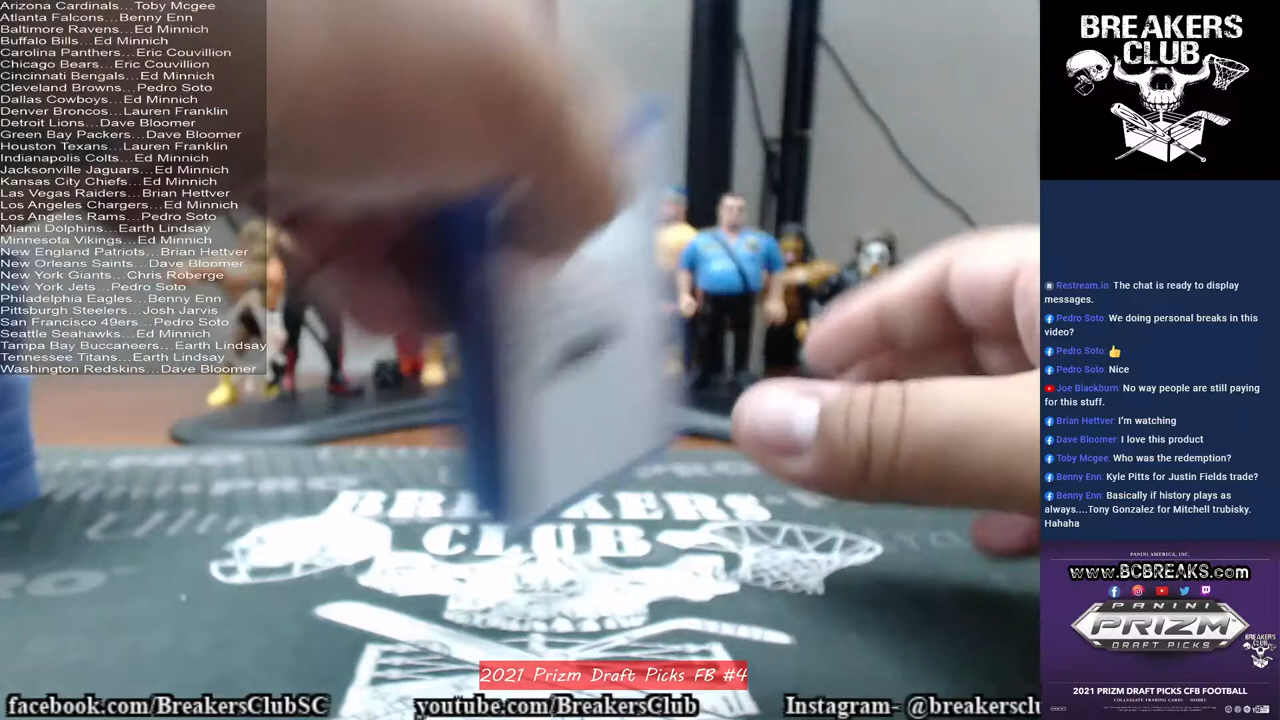 Arizona Cardinals...Toby Mcgee
Atlanta Falcons...Benny Enn
Baltimore Ravens...Ed Minnich
Buffalo Bills...Ed Minnich
Carolina Panthers...Eric Couvillion
Chicago Bears...Eric Couvillion
Cincinnati Bengals...Ed Minnich
Cleveland Browns...Pedro Soto
Dallas Cowboys...Ed Minnich
Denver Broncos...Lauren Franklin
Detroit Lions...Dave Bloomer
Green Bay Packers...Dave Bloomer
Houston Texans...Lauren Franklin
Indianapolis Colts...Ed Minnich
Jacksonville Jaguars...Ed Minnich
Kansas City Chiefs...Ed Minnich
Las Vegas Raiders...Brian Hettver
Los Angeles Chargers...Ed Minnich
Los Angeles Rams...Pedro Soto
Miami Dolphins...Earth Lindsay
Minnesota Vikings...Ed Minnich
New England Patriots...Brian Hettver
New Orleans Saints...Dave Bloomer
New York Giants...Chris Roberge
New York Jets...Pedro Soto
Philadelphia Eagles...Benny Enn
Pittsburgh Steelers...Josh Jarvis
San Francisco 49ers...Pedro Soto
Seattle Seahawks...Ed Minnich
Tampa Bay Buccaneers...Earth Lindsay
Tennessee Titans...Earth Lindsay
Washington Redskins...Dave Bloomer
BREAKERS
CLUB
2021 Prizm Draft Picks FB #4
facebook.com/BreakersClubSC
.com/BreakersClub
Instagram: @breakerscl
BREAKERS
CLUB
Restream.io: The chat is ready to display
messages.
Pedro Soto: We doing personal breaks in this
video?
Pedro Soto: 👍
Pedro Soto: Nice
Joe Blackburn: No way people are still paying
for this stuff.
Brian Hettver: I'm watching
Dave Bloomer: I love this product
Toby Mcgee: Who was the redemption?
Benny Enn: Kyle Pitts for Justin Fields trade?
Benny Enn: Basically if history plays as
always....Tony Gonzalez for Mitchell trubisky.
Hahaha
PANINI AMERICA, INC.
www.BCBREAKS.com
PANINI
PRIZM
DRAFT PICKS
BREAKERS
CLUB
2021 PRIZM DRAFT PICKS CFB FOOTBALL